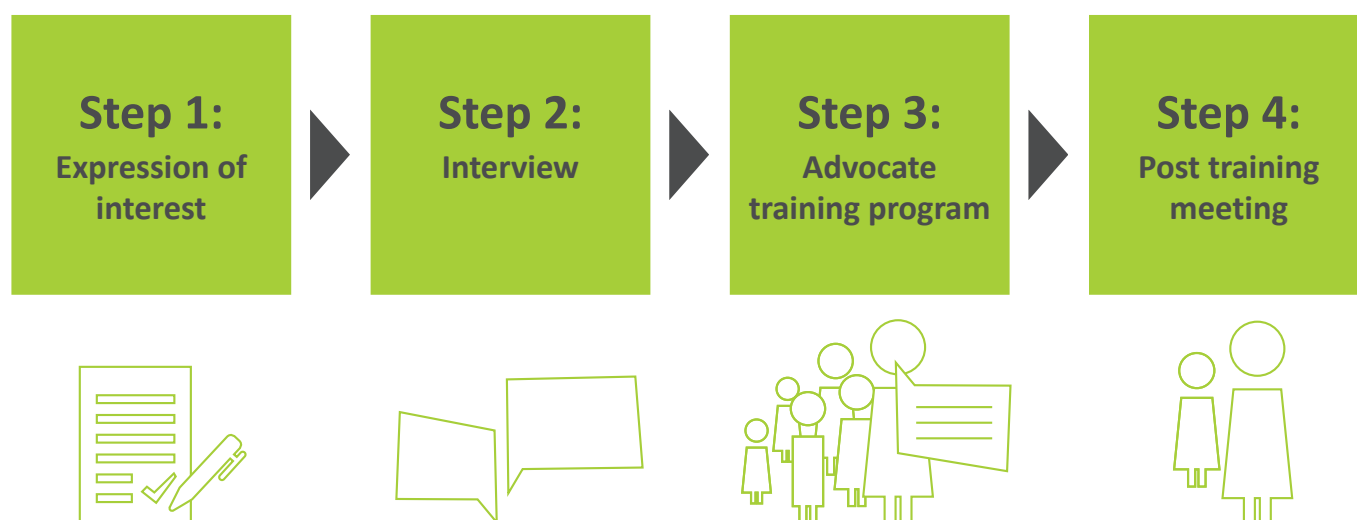 Step 1:
Expression of
interest
Step 2:
Interview
Step 3:
Advocate
training program
Step 4:
Post training
meeting